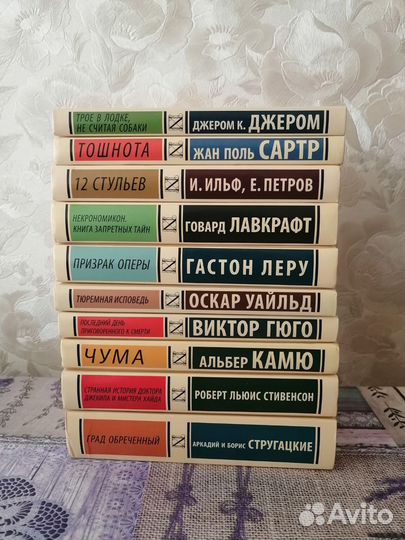 ТРОЕ В ЛОДКЕ,
НЕ СЧИТАЯ СОБАКИ
ДЖЕРОМ К. ДЖЕРОМ
ТОШНОТА
ЖАН ПОЛЬ САРТР
12 СТУЛЬЕВ
И. ИЛЬФ, Е. ПЕТРОВ
НЕКРОНОМИКОН.
КНИГА ЗАПРЕТНЫХ ТАЙН
ГОВАРД ЛАВКРАФТ
ПРИЗРАК ОПЕРЫ
ГАСТОН ЛЕРУ
ТЮРЕМНАЯ ИСПОВЕДЬ
ОСКАР УАЙЛЬД
ПОСЛЕДНИЙ ДЕНЬ
ПРИГОВОРЕННОГО К СМЕРТИ
ВИКТОР ГЮГО
ЧУМА
АЛЬБЕР КАМЮ
СТРАННАЯ ИСТОРИЯ ДОКТОРА
ДЖЕКИЛА И МИСТЕРА ХАЙДА
РОБЕРТ ЛЬЮИС СТИВЕНСОН
ГРАД ОБРЕЧЕННЫЙ
АРКАДИЙ И БОРИС СТРУГАЦКИЕ
Avito